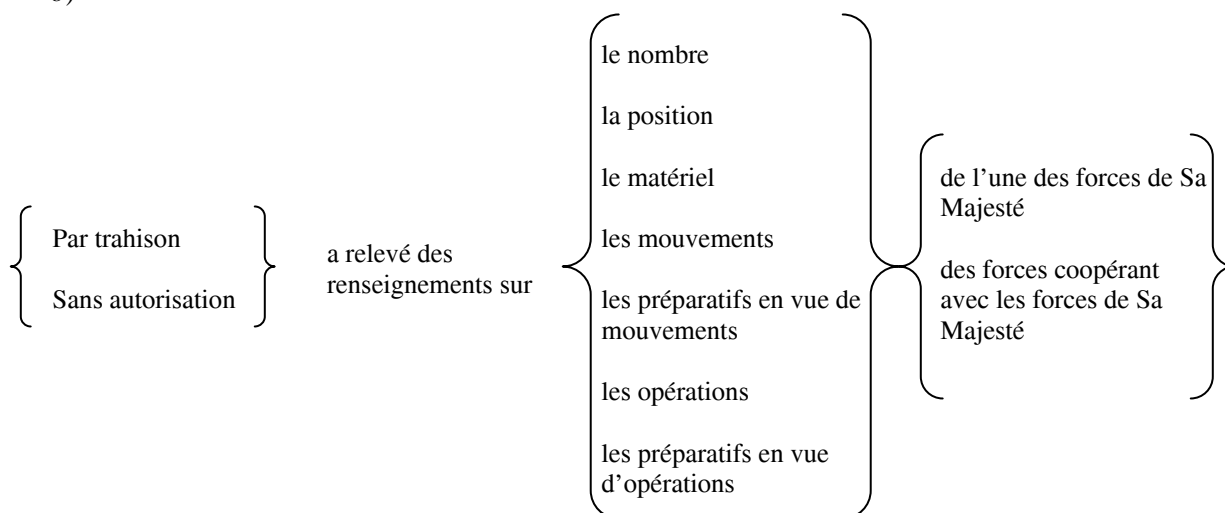 Par trahison
Sans autorisation
a relevé des
renseignements sur
le nombre
la position
le matériel
les mouvements
les préparatifs en vue de
mouvements
les opérations
les préparatifs en vue
d’opérations
de l’une des forces de Sa
Majesté
des forces coopérant
avec les forces de Sa
Majesté